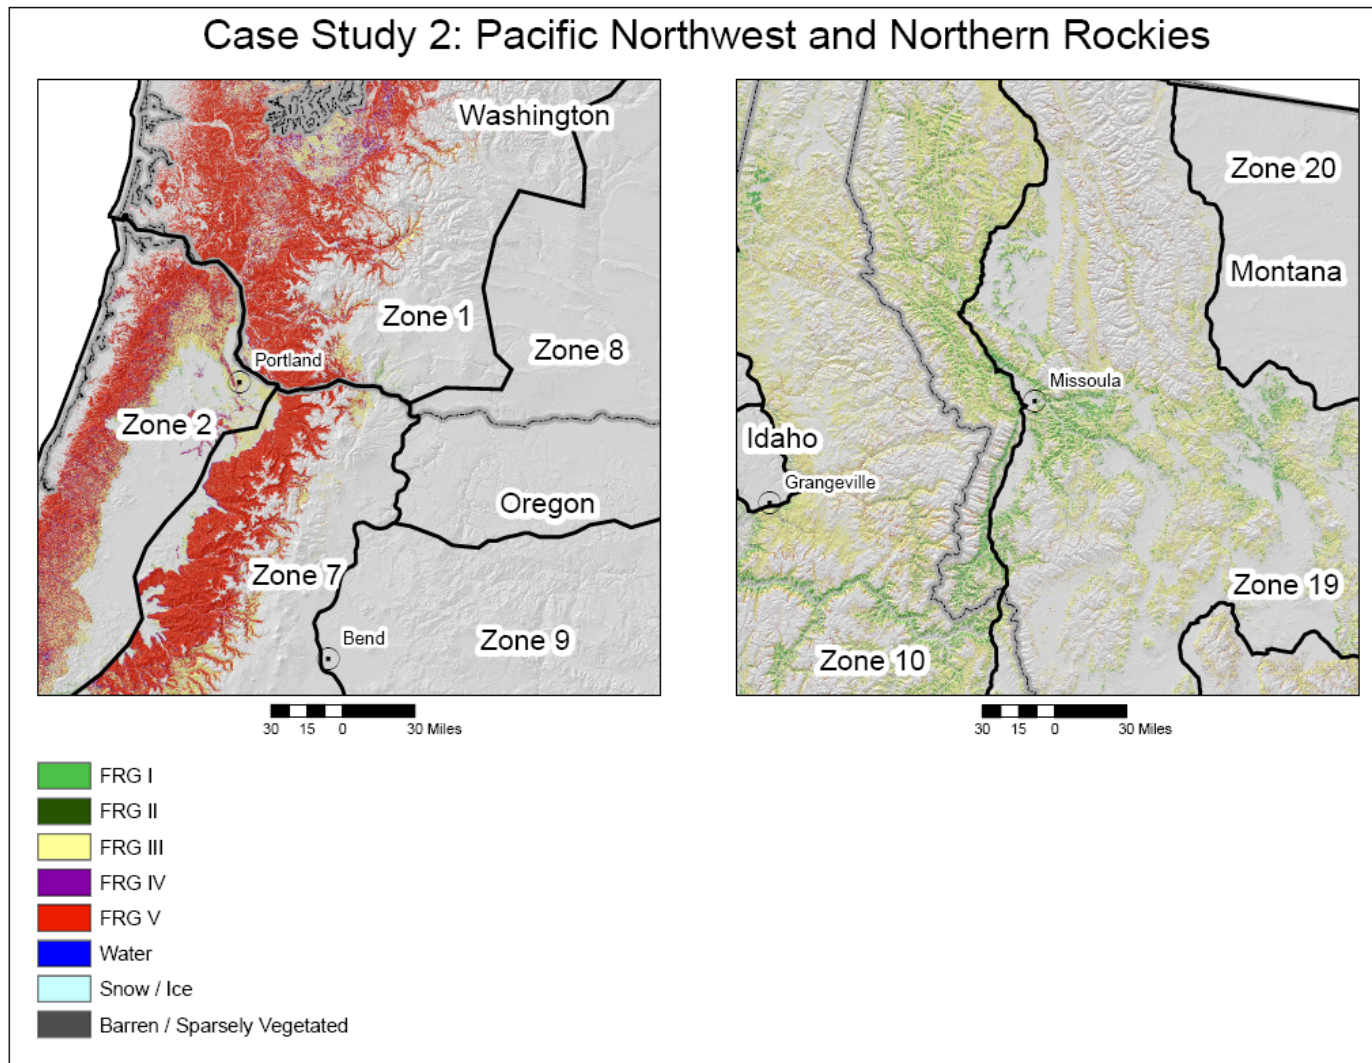 Case Study 2: Pacific Northwest and Northern Rockies
Washington
Zone 1
Zone 8
Portland
Zone 2
Oregon
Zone 7
Zone 9
Bend
30 15 0 30 Miles
Zone 20
Montana
Missoula
Idaho
Grangeville
Zone 19
Zone 10
30 15 0 30 Miles
FRG I
FRG II
FRG III
FRG IV
FRG V
Water
Snow / Ice
Barren / Sparsely Vegetated